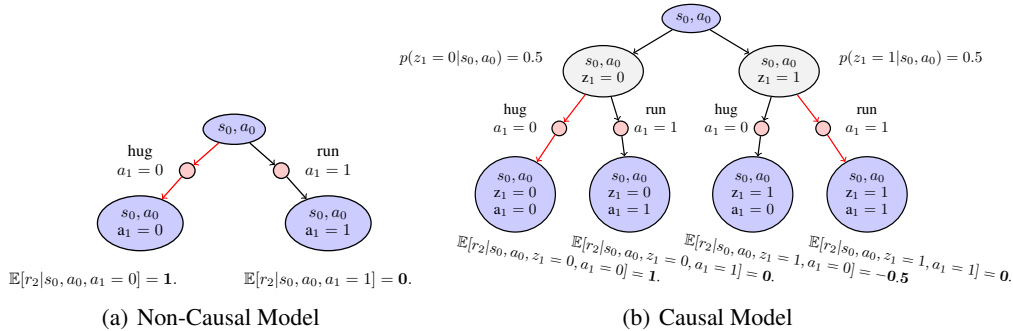 s₀, a₀
hug
a₁ = 0
run
a₁ = 1
s₀, a₀
a₁ = 0
s₀, a₀
a₁ = 1
𝔼[r₂|s₀, a₀, a₁ = 0] = 1.
𝔼[r₂|s₀, a₀, a₁ = 1] = 0.
(a) Non-Causal Model
s₀, a₀
p(z₁ = 0|s₀, a₀) = 0.5
s₀, a₀
z₁ = 0
s₀, a₀
z₁ = 1
p(z₁ = 1|s₀, a₀) = 0.5
hug
a₁ = 0
run
a₁ = 1
hug
a₁ = 0
run
a₁ = 1
s₀, a₀
z₁ = 0
a₁ = 0
s₀, a₀
z₁ = 0
a₁ = 1
s₀, a₀
z₁ = 1
a₁ = 0
s₀, a₀
z₁ = 1
a₁ = 1
𝔼[r₂|s₀, a₀, z₁ = 0, a₁ = 0] = 1.
𝔼[r₂|s₀, a₀, z₁ = 0, a₁ = 1] = 0.
𝔼[r₂|s₀, a₀, z₁ = 1, a₁ = 0] = −0.5
𝔼[r₂|s₀, a₀, z₁ = 1, a₁ = 1] = 0.
(b) Causal Model